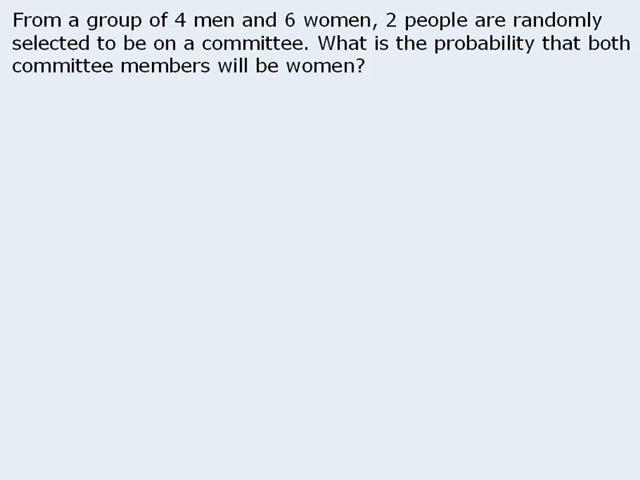 From a group of 4 men and 6 women, 2 people are randomly
selected to be on a committee. What is the probability that both
committee members will be women?